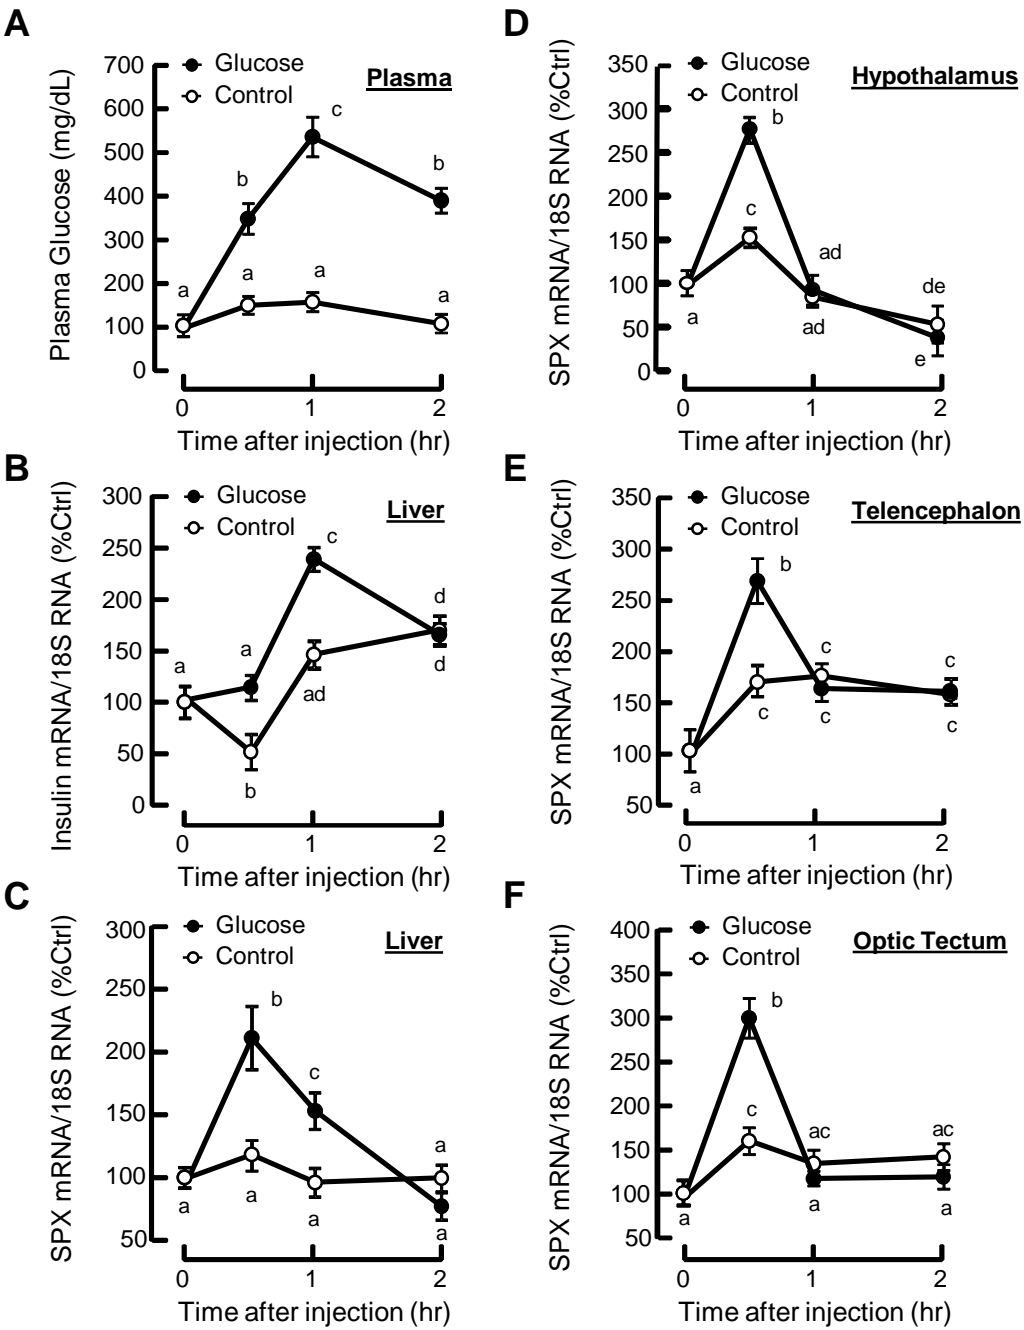 A
Plasma Glucose (mg/dL)
700
600
500
400
300
200
100
0
Glucose
Control
Plasma
a
b
a
c
a
b
a
0
1
2
Time after injection (hr)
B
Insulin mRNA/18S RNA (%Ctrl)
300
250
200
150
100
50
0
Glucose
Control
Liver
a
a
b
c
ad
d
d
0
1
2
Time after injection (hr)
C
SPX mRNA/18S RNA (%Ctrl)
300
250
200
150
100
50
Glucose
Control
Liver
a
b
a
c
a
a
a
0
1
2
Time after injection (hr)
D
SPX mRNA/18S RNA (%Ctrl)
350
300
250
200
150
100
50
0
Glucose
Control
Hypothalamus
a
b
c
ad
ad
de
e
0
1
2
Time after injection (hr)
E
SPX mRNA/18S RNA (%Ctrl)
350
300
250
200
150
100
50
Glucose
Control
Telencephalon
a
b
c
c
c
c
c
0
1
2
Time after injection (hr)
F
SPX mRNA/18S RNA (%Ctrl)
400
350
300
250
200
150
100
50
Glucose
Control
Optic Tectum
a
b
c
ac
a
ac
a
0
1
2
Time after injection (hr)